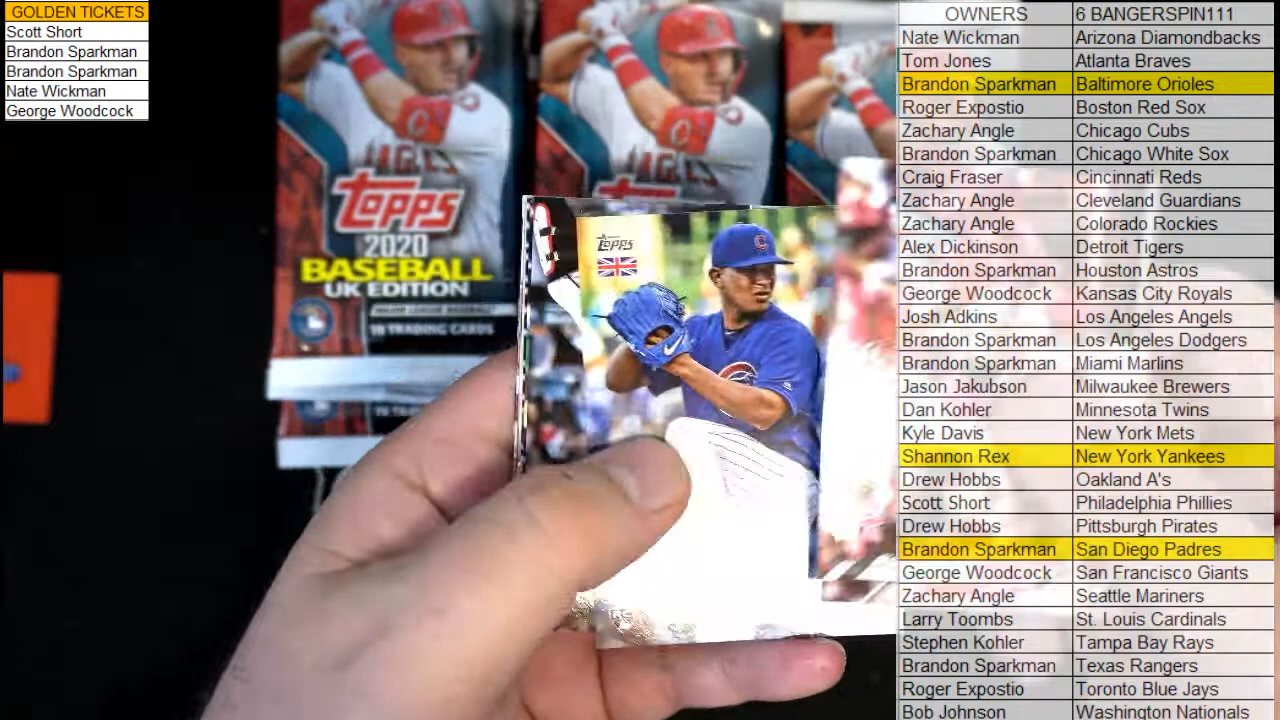 GOLDEN TICKETS
Scott Short
Brandon Sparkman
Brandon Sparkman
Nate Wickman
George Woodcock
TOPPS
2020
BASEBALL
UK EDITION
10 TRADING CARDS
TOPPS
OWNERS 6 BANGERSPIN111
Nate Wickman Arizona Diamondbacks
Tom Jones Atlanta Braves
Brandon Sparkman Baltimore Orioles
Roger Expostio Boston Red Sox
Zachary Angle Chicago Cubs
Brandon Sparkman Chicago White Sox
Craig Fraser Cincinnati Reds
Zachary Angle Cleveland Guardians
Zachary Angle Colorado Rockies
Alex Dickinson Detroit Tigers
Brandon Sparkman Houston Astros
George Woodcock Kansas City Royals
Josh Adkins Los Angeles Angels
Brandon Sparkman Los Angeles Dodgers
Brandon Sparkman Miami Marlins
Jason Jakubson Milwaukee Brewers
Dan Kohler Minnesota Twins
Kyle Davis New York Mets
Shannon Rex New York Yankees
Drew Hobbs Oakland A's
Scott Short Philadelphia Phillies
Drew Hobbs Pittsburgh Pirates
Brandon Sparkman San Diego Padres
George Woodcock San Francisco Giants
Zachary Angle Seattle Mariners
Larry Toombs St. Louis Cardinals
Stephen Kohler Tampa Bay Rays
Brandon Sparkman Texas Rangers
Roger Expostio Toronto Blue Jays
Bob Johnson Washington Nationals